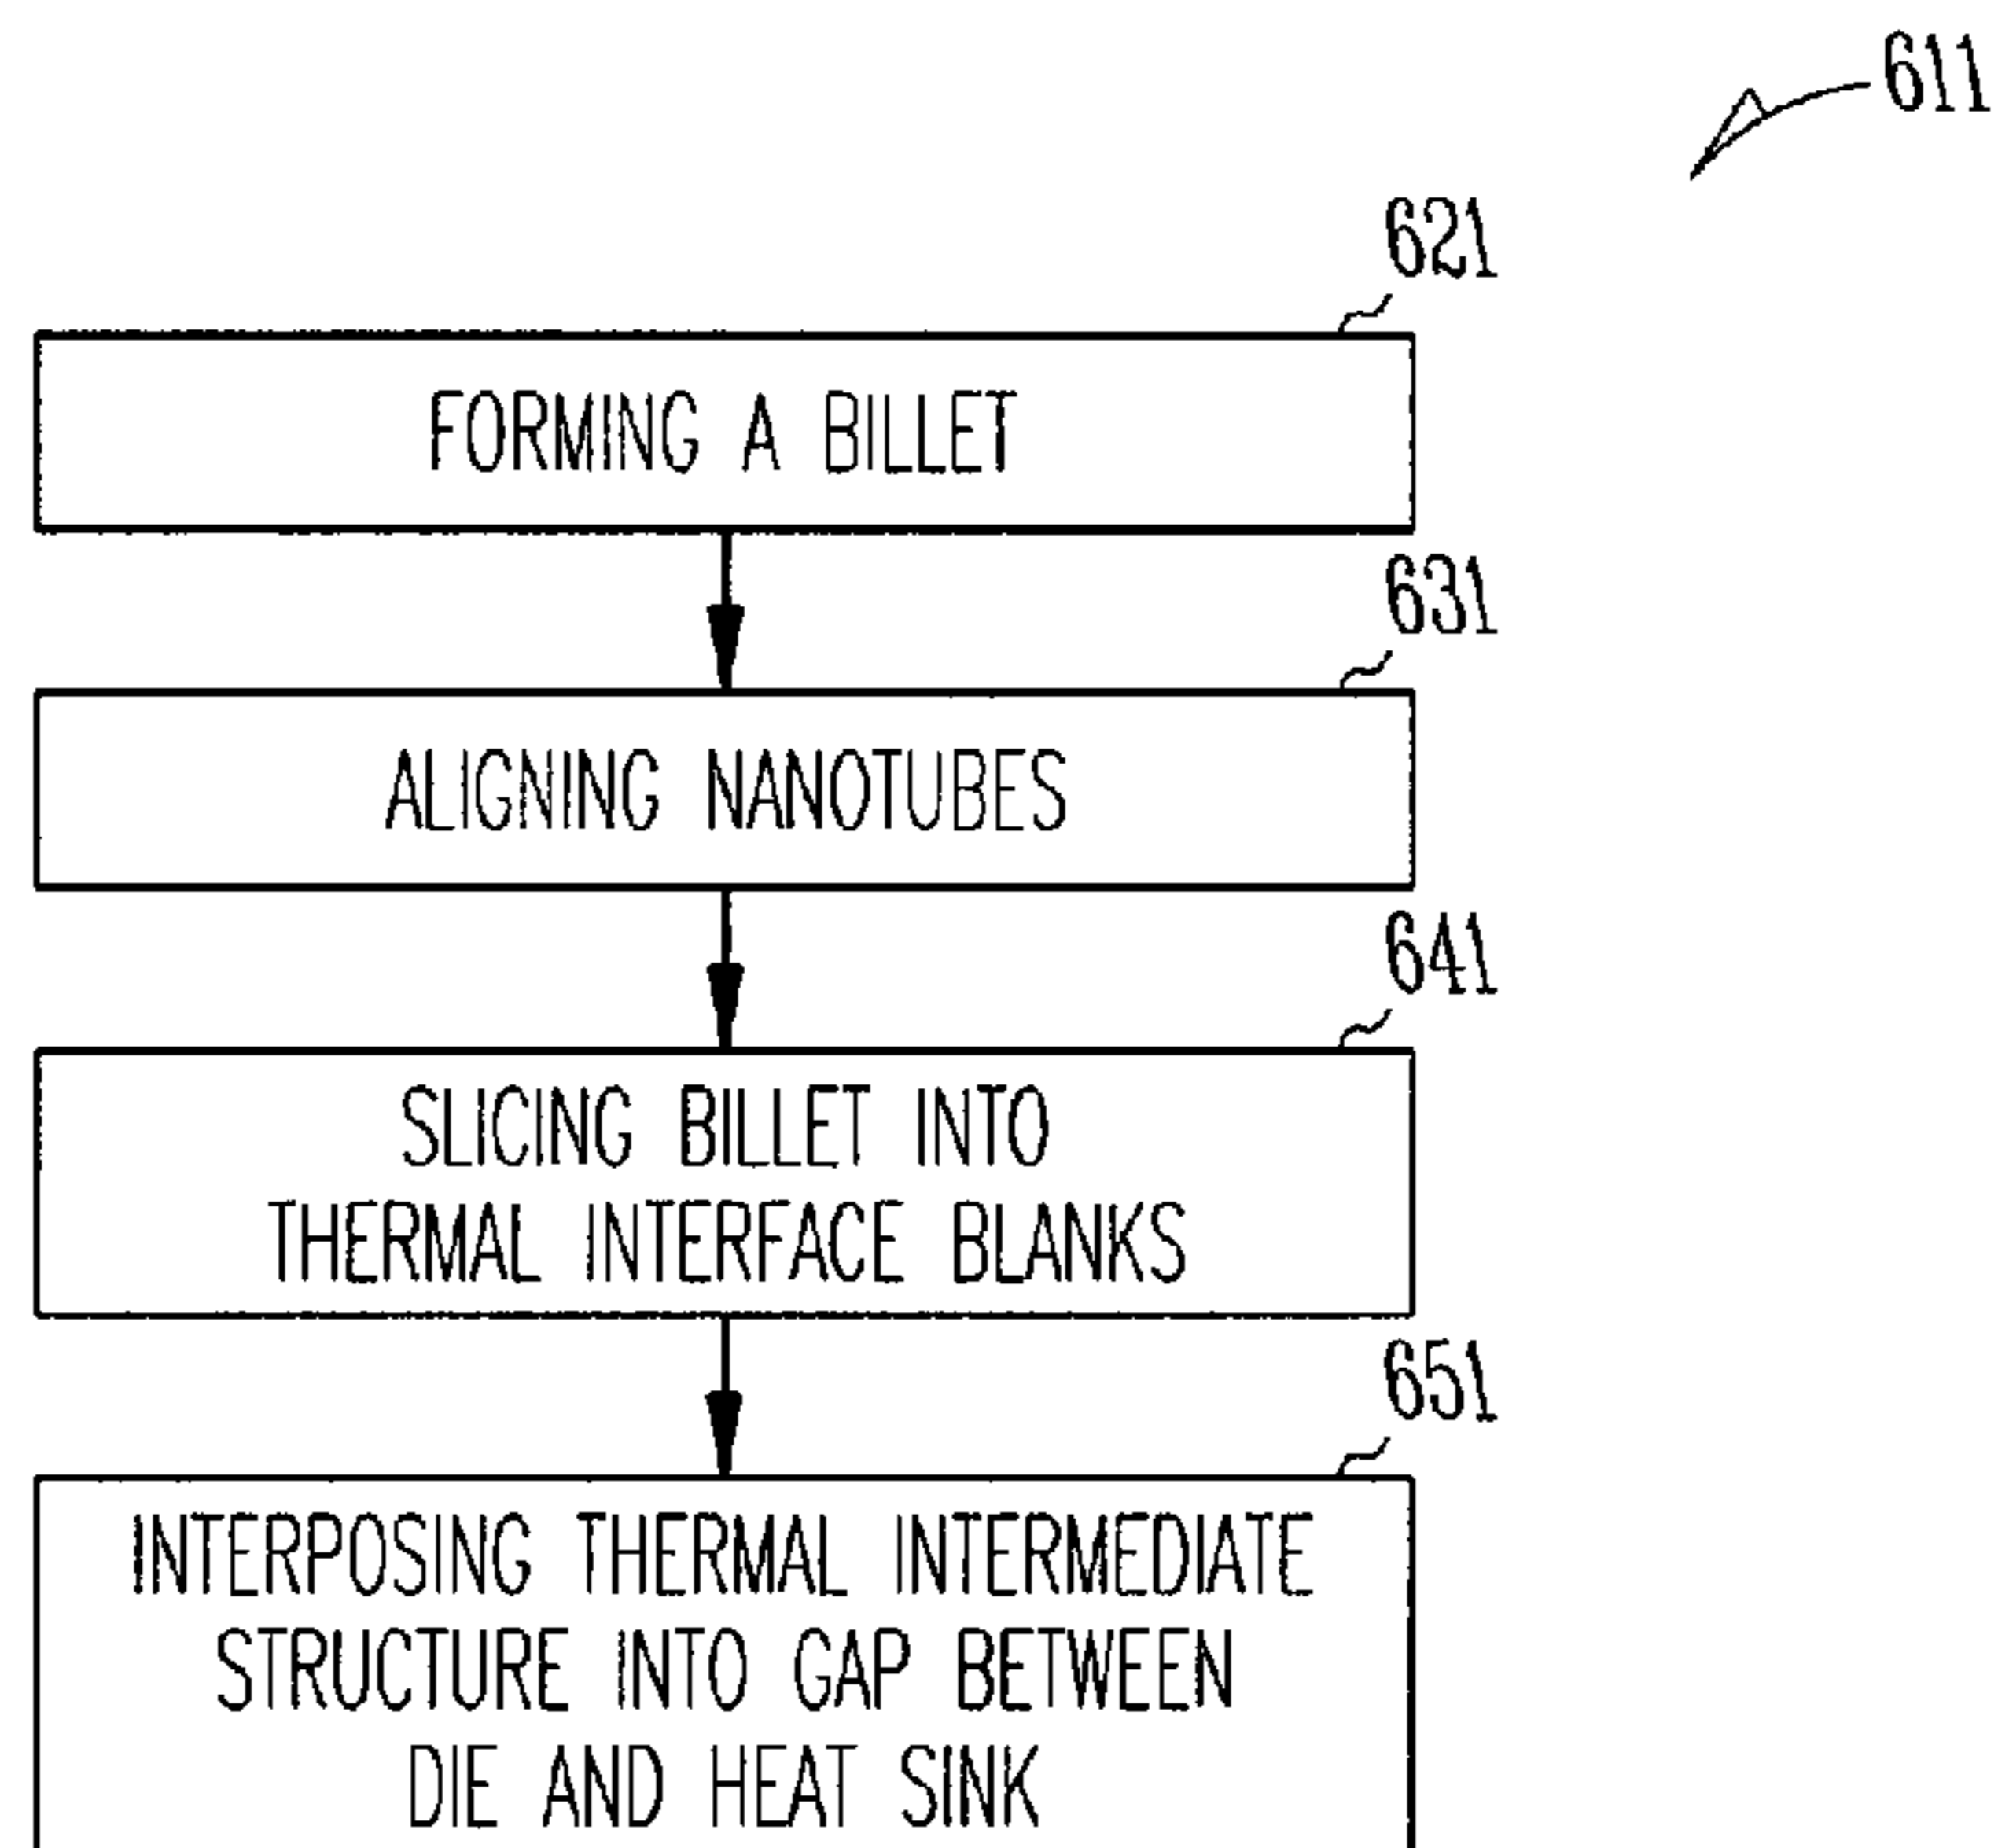 611
621
FORMING A BILLET
631
ALIGNING NANOTUBES
641
SLICING BILLET INTO
THERMAL INTERFACE BLANKS
651
INTERPOSING THERMAL INTERMEDIATE
STRUCTURE INTO GAP BETWEEN
DIE AND HEAT SINK